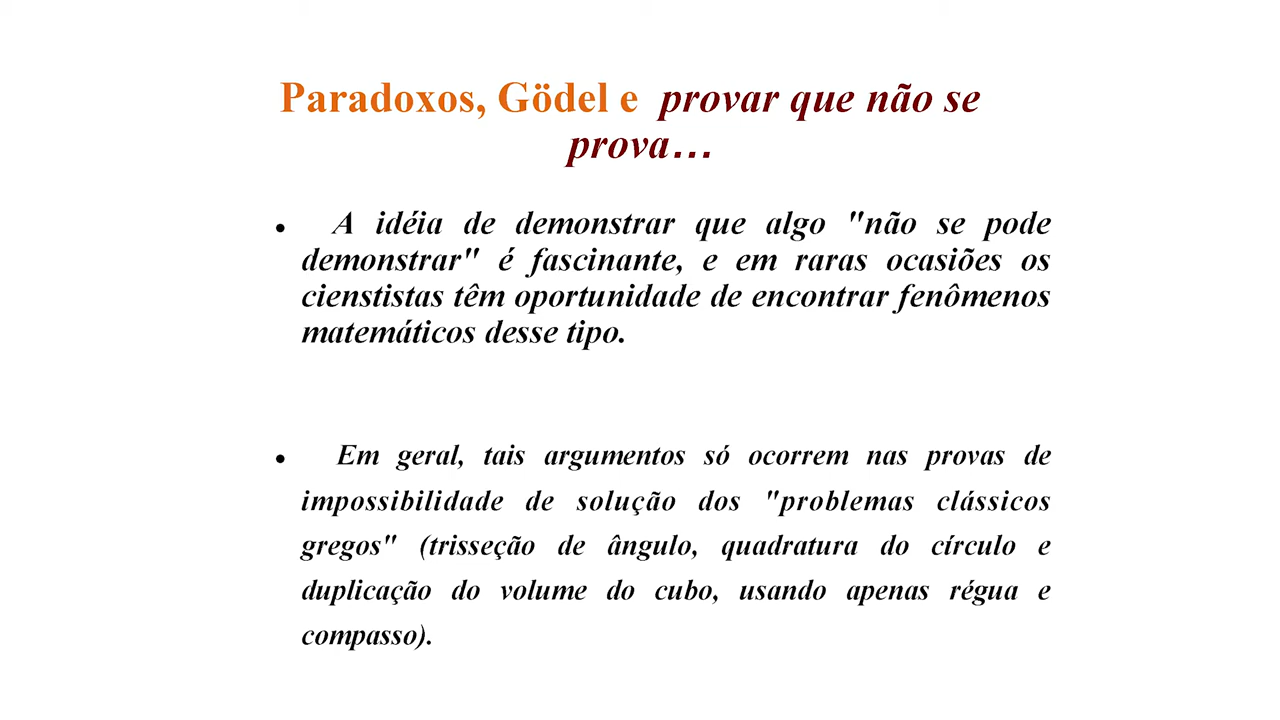 Paradoxos, Gödel e provar que não se
prova…
• A idéia de demonstrar que algo "não se pode
demonstrar" é fascinante, e em raras ocasiões os
cienstistas têm oportunidade de encontrar fenômenos
matemáticos desse tipo.
• Em geral, tais argumentos só ocorrem nas provas de
impossibilidade de solução dos "problemas clássicos
gregos" (trisseção de ângulo, quadratura do círculo e
duplicação do volume do cubo, usando apenas régua e
compasso).